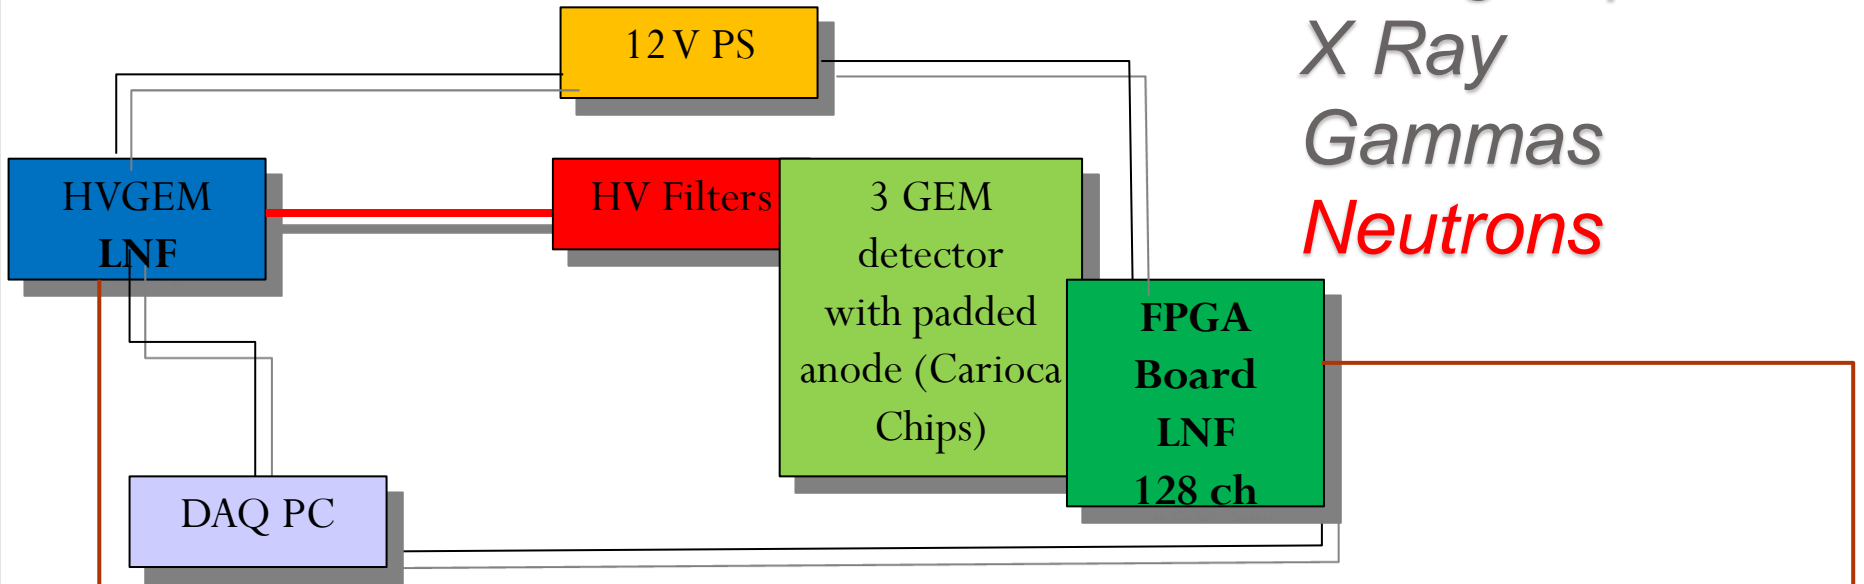 12 V PS
HVGEM
LNF
HV Filters
3 GEM
detector
with padded
anode (Carioca
Chips)
FPGA
Board
LNF
128 ch
DAQ PC
X Ray
Gammas
Neutrons